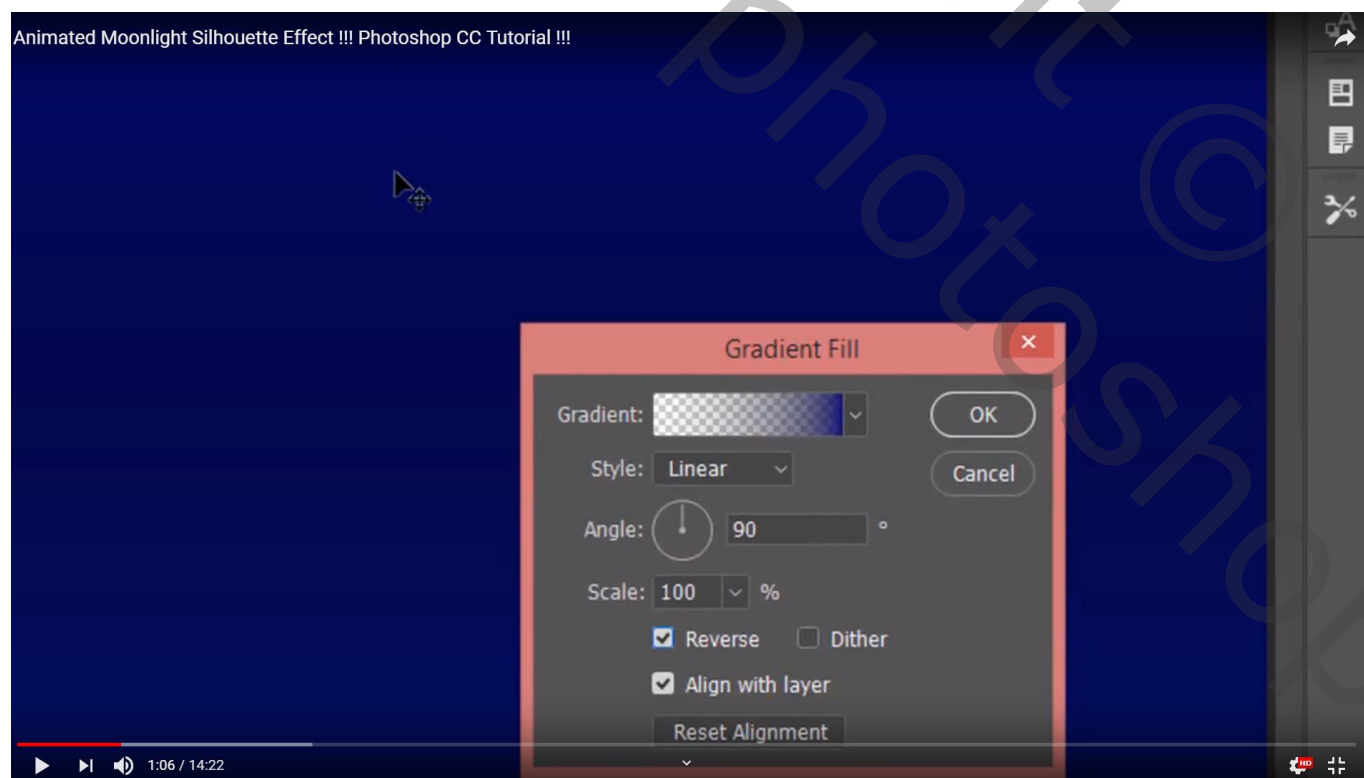 Animated Moonlight Silhouette Effect !!! Photoshop CC Tutorial !!!
Gradient Fill
Gradient:
OK
Style: Linear
Cancel
Angle: 90 °
Scale: 100 %
Reverse Dither
Align with layer
Reset Alignment
1:06 / 14:22
HD
photoshop
©